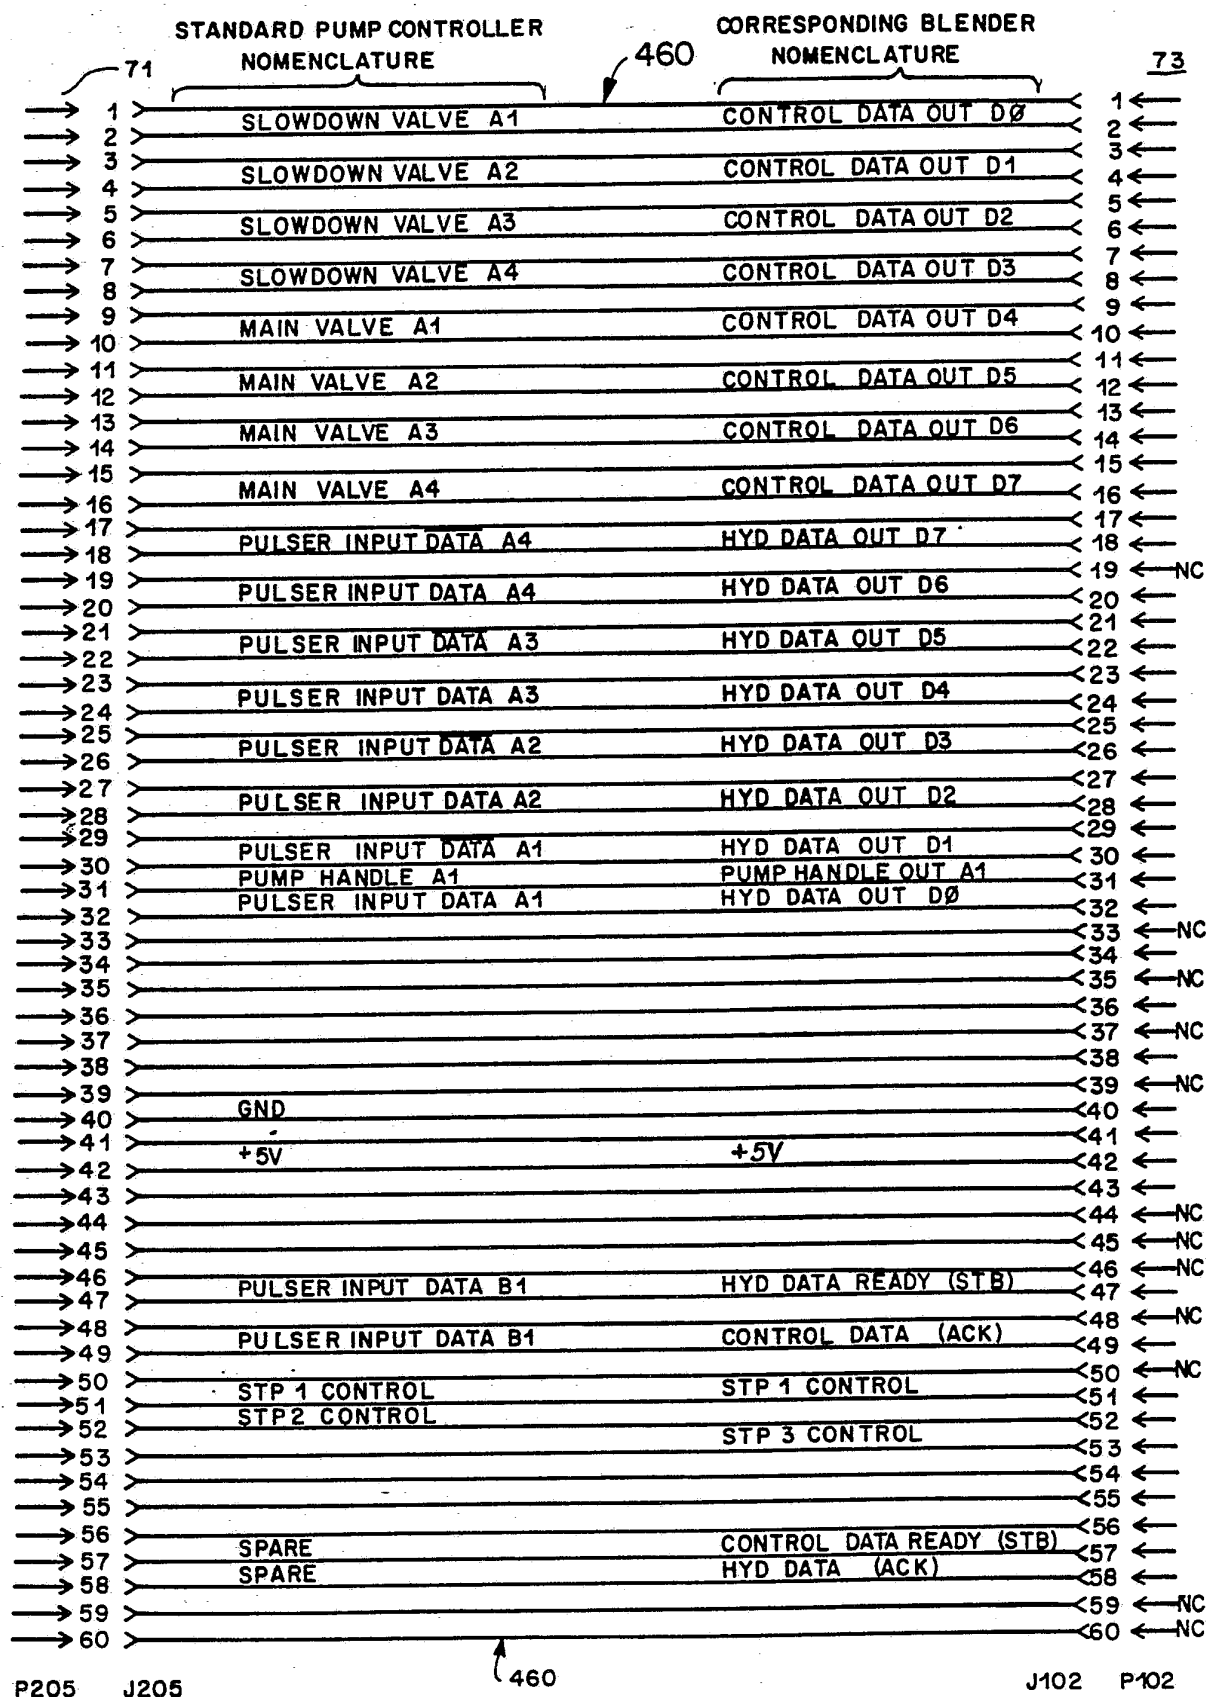 STANDARD PUMP CONTROLLER NOMENCLATURE
CORRESPONDING BLENDER NOMENCLATURE
71
460
73
1 1
SLOWDOWN VALVE A1 CONTROL DATA OUT DØ
2 2
3 3
SLOWDOWN VALVE A2 CONTROL DATA OUT D1
4 4
5 5
SLOWDOWN VALVE A3 CONTROL DATA OUT D2
6 6
7 7
SLOWDOWN VALVE A4 CONTROL DATA OUT D3
8 8
9 9
MAIN VALVE A1 CONTROL DATA OUT D4
10 10
11 11
MAIN VALVE A2 CONTROL DATA OUT D5
12 12
13 13
MAIN VALVE A3 CONTROL DATA OUT D6
14 14
15 15
MAIN VALVE A4 CONTROL DATA OUT D7
16 16
17 17
PULSER INPUT D̅A̅T̅A̅ A4 HYD DATA OUT D7
18 18
19 19 NC
PULSER INPUT DATA A4 HYD DATA OUT D6
20 20
21 21
PULSER INPUT D̅A̅T̅A̅ A3 HYD DATA OUT D5
22 22
23 23
PULSER INPUT DATA A3 HYD DATA OUT D4
24 24
25 25
PULSER INPUT D̅A̅T̅A̅ A2 HYD DATA OUT D3
26 26
27 27
PULSER INPUT DATA A2 HYD DATA OUT D2
28 28
29 29
PULSER INPUT D̅A̅T̅A̅ A1 HYD DATA OUT D1
30 30
PUMP HANDLE A1 PUMP HANDLE OUT A1
31 31
PULSER INPUT DATA A1 HYD DATA OUT DØ
32 32
33 33 NC
34 34
35 35 NC
36 36
37 37 NC
38 38
39 39 NC
GND
40 40
41 41
+5V +5V
42 42
43 43
44 44 NC
45 45 NC
46 46 NC
PULSER INPUT DATA B1 HYD DATA READY (STB)
47 47
48 48 NC
PULSER INPUT DATA B1 CONTROL DATA (ACK)
49 49
50 50 NC
STP 1 CONTROL STP 1 CONTROL
51 51
STP2 CONTROL
52 52
STP 3 CONTROL
53 53
54 54
55 55
56 56
SPARE CONTROL DATA READY (STB)
57 57
SPARE HYD DATA (ACK)
58 58
59 59 NC
60 60 NC
460
P205 J205 J102 P102